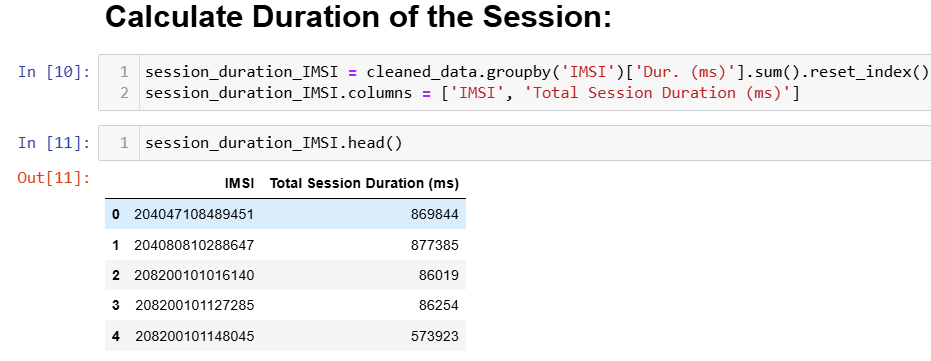 Calculate Duration of the Session:
In [10]: 1 session_duration_IMSI = cleaned_data.groupby('IMSI')['Dur. (ms)'].sum().reset_index()
2 session_duration_IMSI.columns = ['IMSI', 'Total Session Duration (ms)']
In [11]: 1 session_duration_IMSI.head()
Out[11]:
IMSI Total Session Duration (ms)
0 204047108489451 869844
1 204080810288647 877385
2 208200101016140 86019
3 208200101127285 86254
4 208200101148045 573923